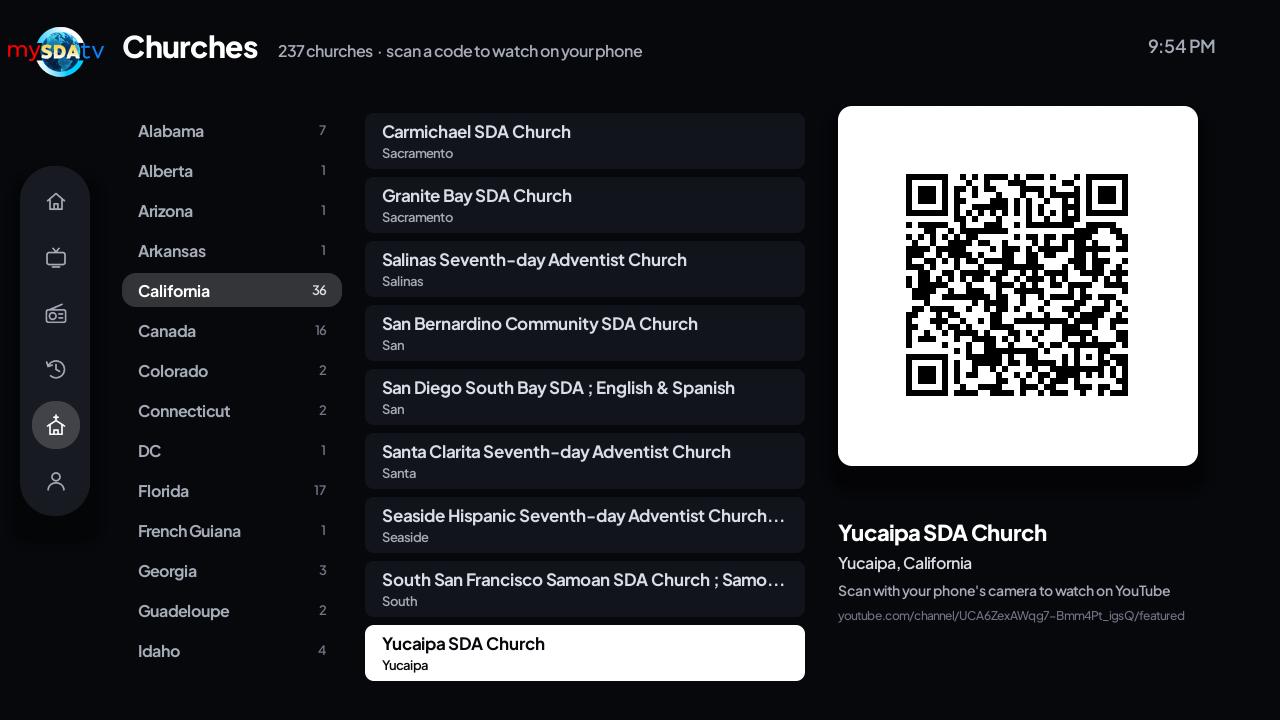 mySDAtv
Churches
237 churches · scan a code to watch on your phone
9:54 PM
Alabama 7
Alberta 1
Arizona 1
Arkansas 1
California 36
Canada 16
Colorado 2
Connecticut 2
DC 1
Florida 17
French Guiana 1
Georgia 3
Guadeloupe 2
Idaho 4
Carmichael SDA Church
Sacramento
Granite Bay SDA Church
Sacramento
Salinas Seventh-day Adventist Church
Salinas
San Bernardino Community SDA Church
San
San Diego South Bay SDA ; English & Spanish
San
Santa Clarita Seventh-day Adventist Church
Santa
Seaside Hispanic Seventh-day Adventist Church...
Seaside
South San Francisco Samoan SDA Church ; Samo...
South
Yucaipa SDA Church
Yucaipa
Yucaipa SDA Church
Yucaipa, California
Scan with your phone's camera to watch on YouTube
youtube.com/channel/UCA6ZexAWqg7-Bmm4Pt_igsQ/featured